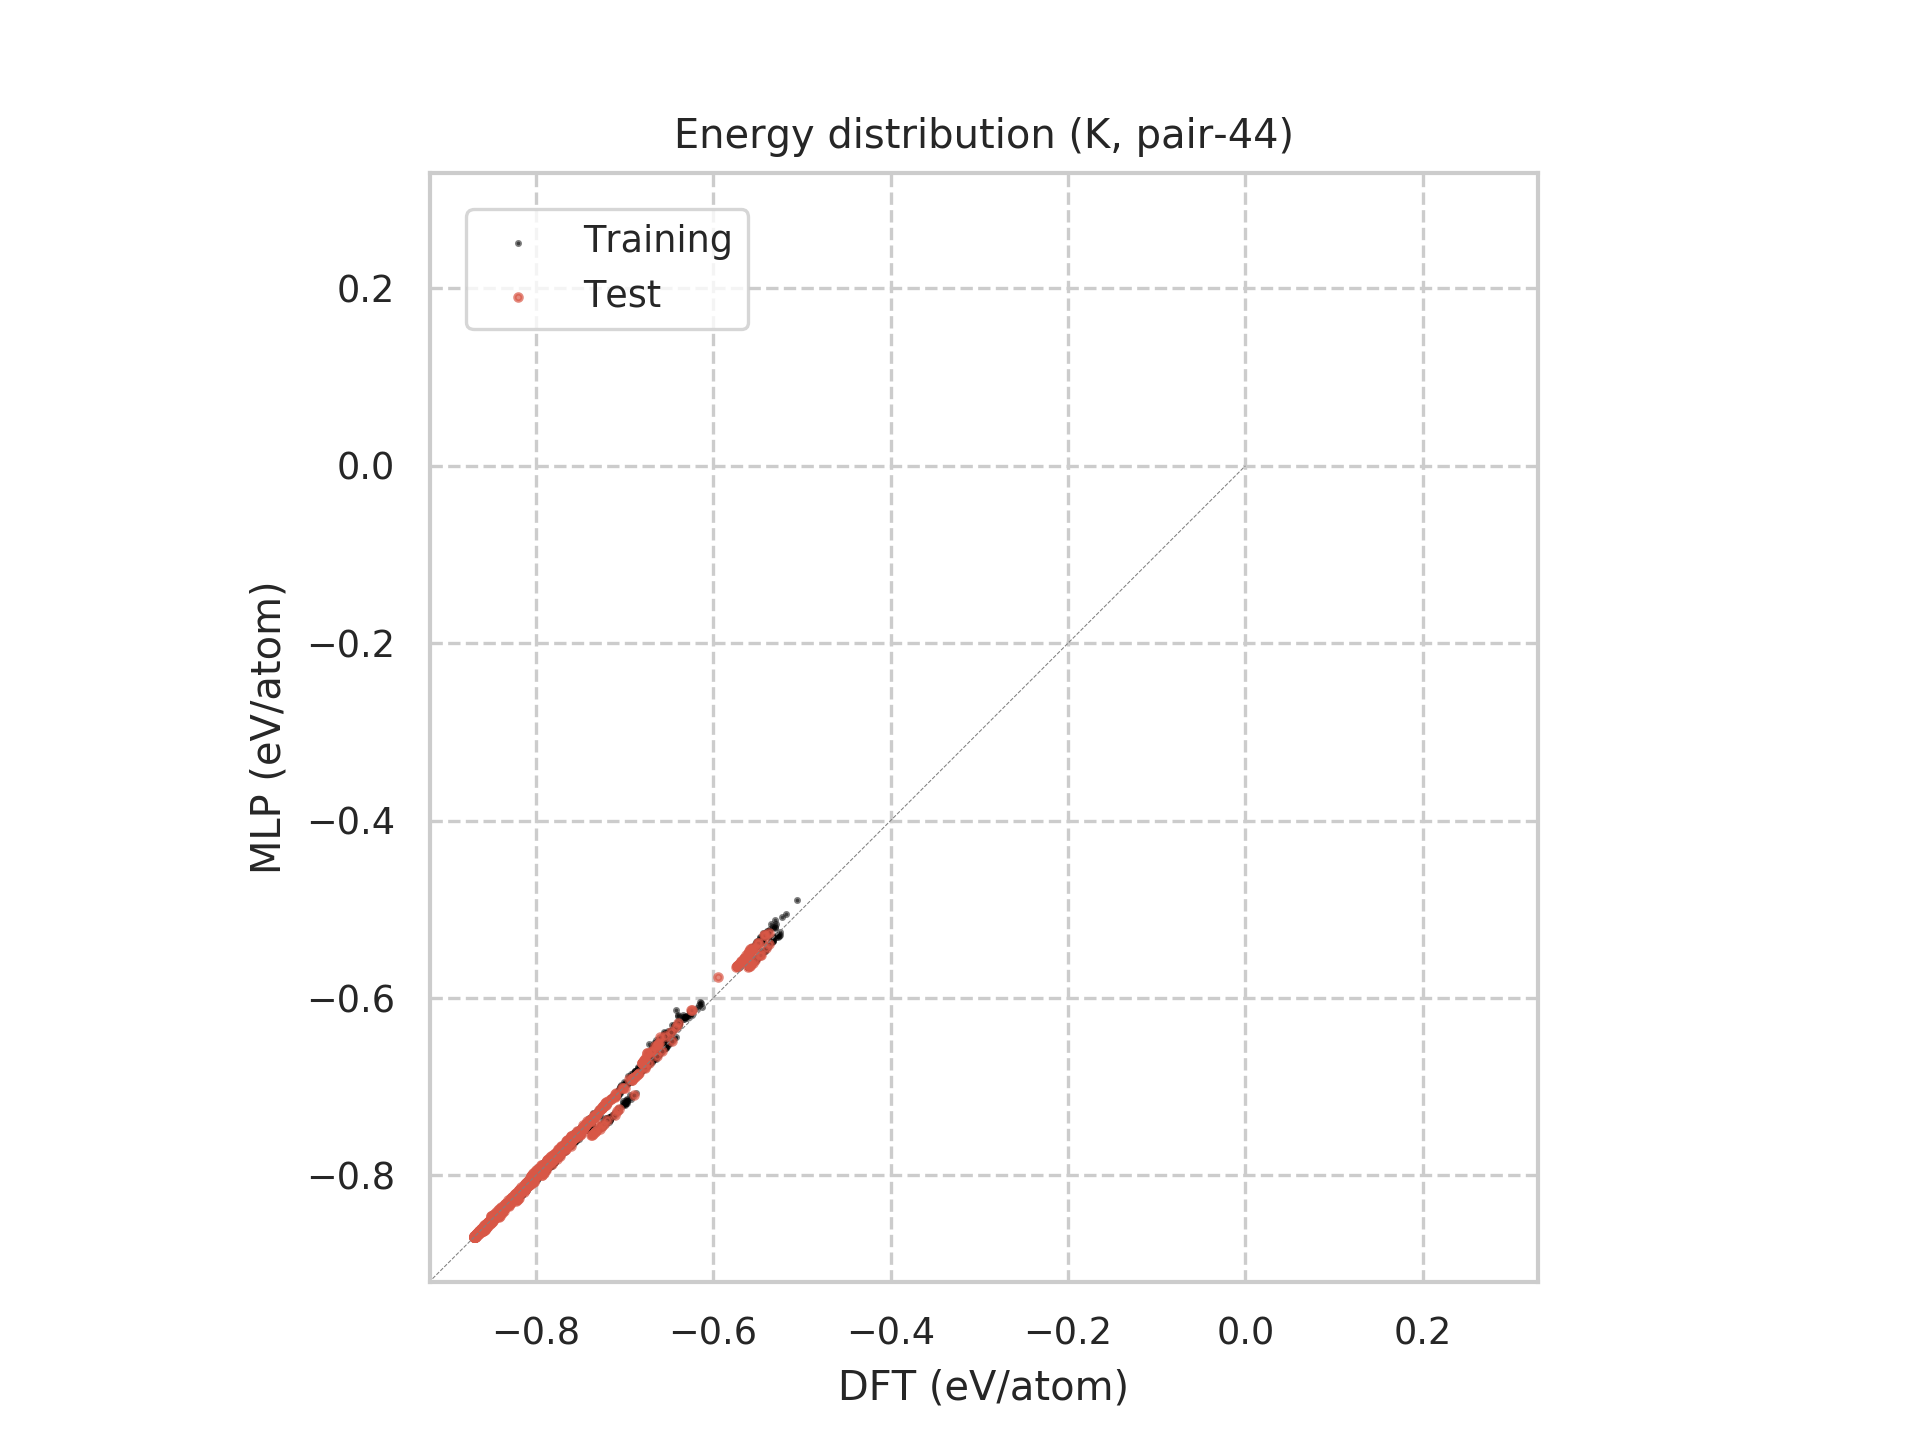 Energy distribution (K, pair-44)
Training
Test
0.2
0.0
−0.2
−0.4
−0.6
−0.8
MLP (eV/atom)
−0.8 −0.6 −0.4 −0.2 0.0 0.2
DFT (eV/atom)